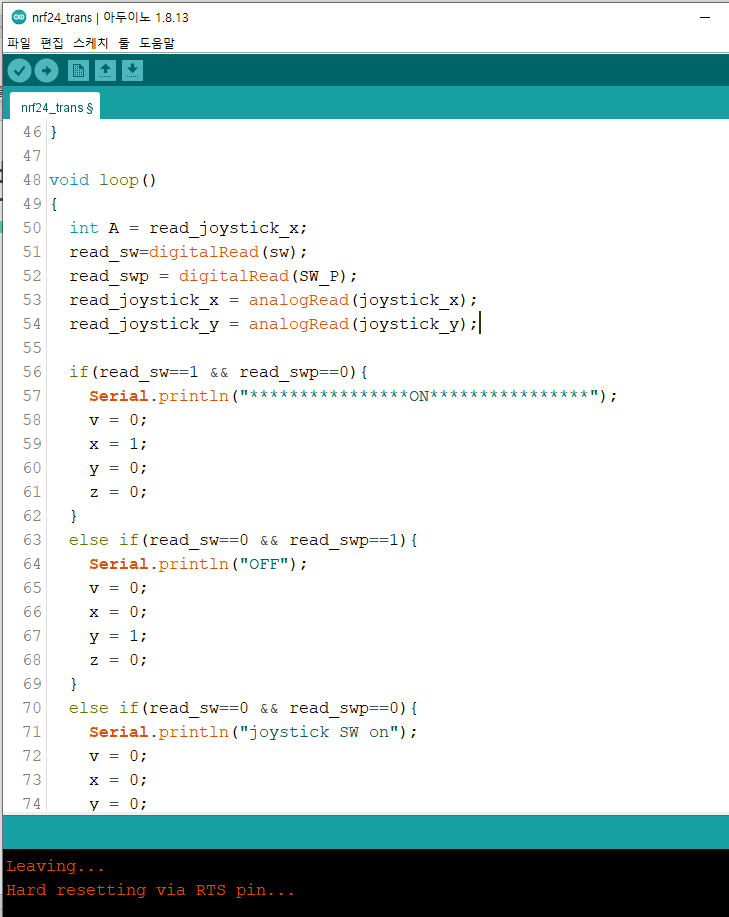 nrf24_trans | 아두이노 1.8.13
파일 편집 스케치 툴 도움말
nrf24_trans §
46 }
47
48 void loop()
49 {
50   int A = read_joystick_x;
51   read_sw=digitalRead(sw);
52   read_swp = digitalRead(SW_P);
53   read_joystick_x = analogRead(joystick_x);
54   read_joystick_y = analogRead(joystick_y);
55
56   if(read_sw==1 && read_swp==0){
57     Serial.println("****************ON****************");
58     v = 0;
59     x = 1;
60     y = 0;
61     z = 0;
62   }
63   else if(read_sw==0 && read_swp==1){
64     Serial.println("OFF");
65     v = 0;
66     x = 0;
67     y = 1;
68     z = 0;
69   }
70   else if(read_sw==0 && read_swp==0){
71     Serial.println("joystick SW on");
72     v = 0;
73     x = 0;
74     y = 0;
Leaving...
Hard resetting via RTS pin...